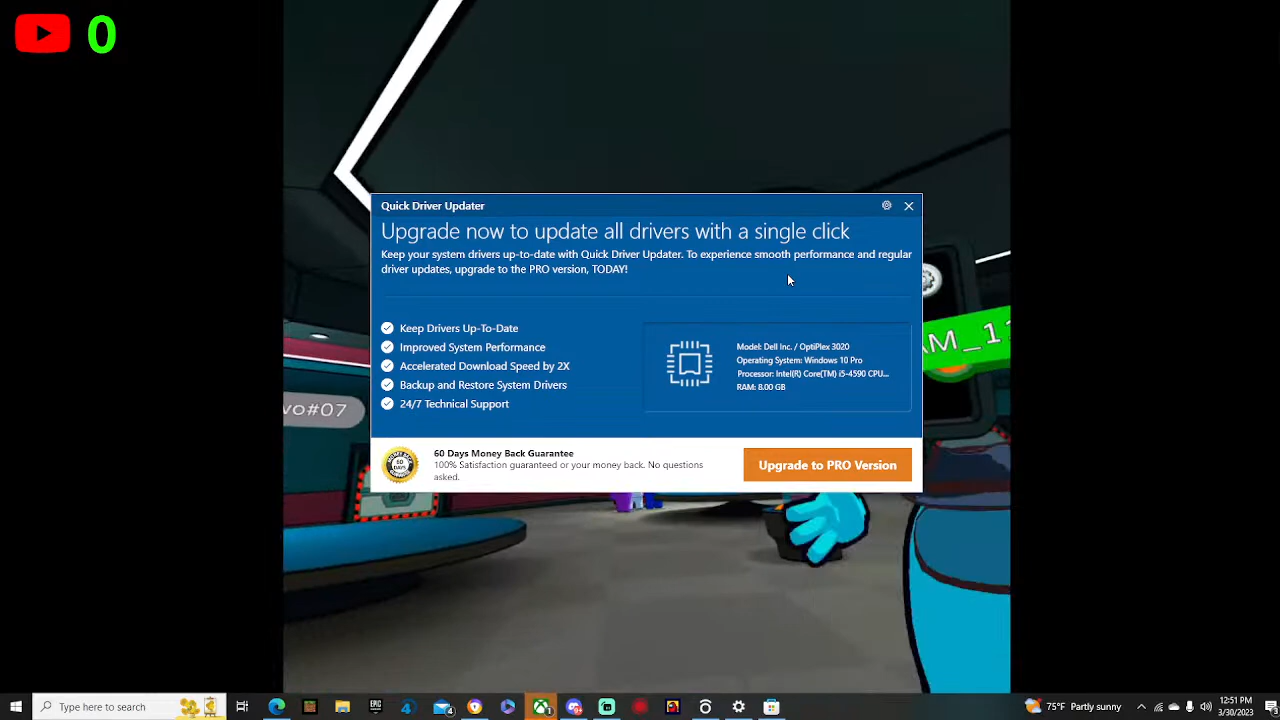 0
Quick Driver Updater
Upgrade now to update all drivers with a single click
Keep your system drivers up-to-date with Quick Driver Updater. To experience smooth performance and regular
driver updates, upgrade to the PRO version, TODAY!
Keep Drivers Up-To-Date
Improved System Performance
Accelerated Download Speed by 2X
Backup and Restore System Drivers
24/7 Technical Support
Model: Dell Inc. / OptiPlex 3020
Operating System: Windows 10 Pro
Processor: Intel(R) Core(TM) i5-4590 CPU...
RAM: 8.00 GB
AM_11
vo#07
60 Days Money Back Guarantee
100% Satisfaction guaranteed or your money back. No questions
asked.
Upgrade to PRO Version
Type here to search
EPIC
75°F Partly sunny
12:51 PM
3/30/2023